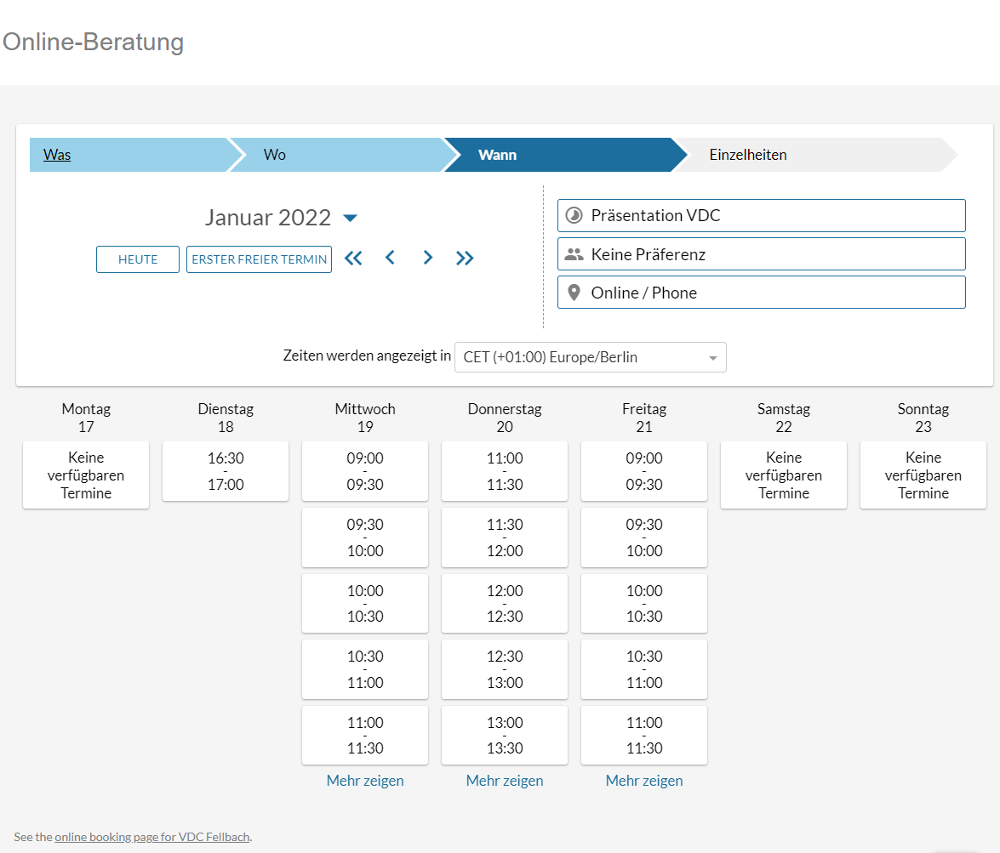 Online-Beratung
Was Wo Wann Einzelheiten
Januar 2022
HEUTE ERSTER FREIER TERMIN
Präsentation VDC
Keine Präferenz
Online / Phone
Zeiten werden angezeigt in CET (+01:00) Europe/Berlin
Montag
17
Keine
verfügbaren
Termine
Dienstag
18
16:30
-
17:00
Mittwoch
19
09:00
-
09:30
09:30
-
10:00
10:00
-
10:30
10:30
-
11:00
11:00
-
11:30
Mehr zeigen
Donnerstag
20
11:00
-
11:30
11:30
-
12:00
12:00
-
12:30
12:30
-
13:00
13:00
-
13:30
Mehr zeigen
Freitag
21
09:00
-
09:30
09:30
-
10:00
10:00
-
10:30
10:30
-
11:00
11:00
-
11:30
Mehr zeigen
Samstag
22
Keine
verfügbaren
Termine
Sonntag
23
Keine
verfügbaren
Termine
See the online booking page for VDC Fellbach.